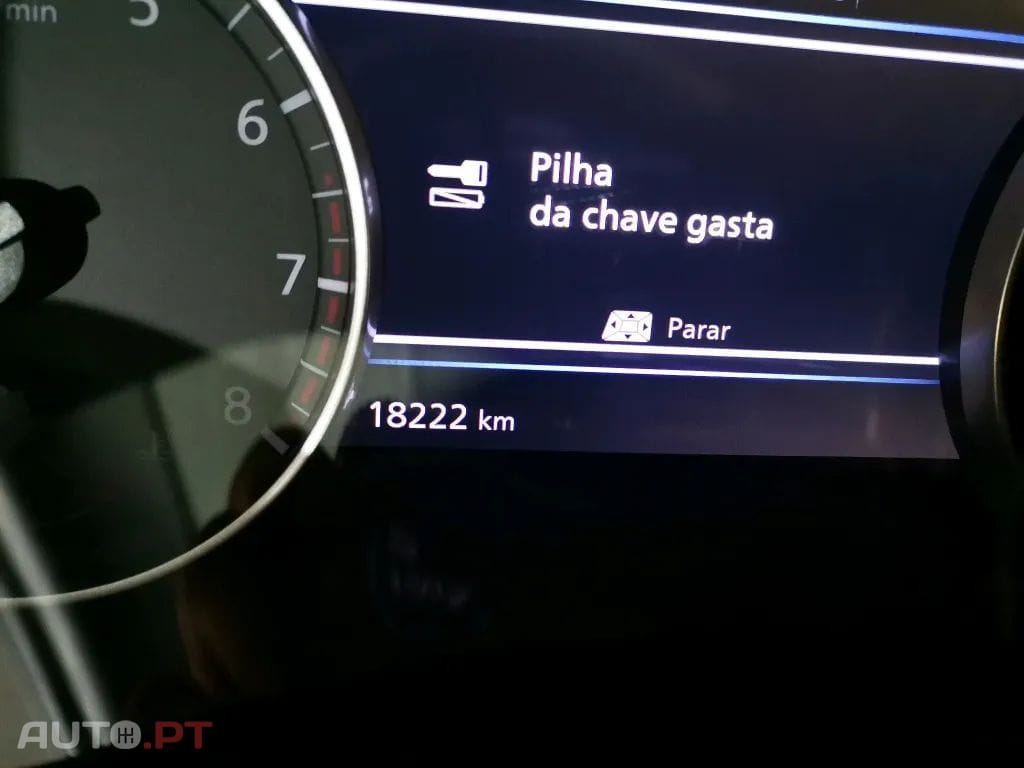 min
5
6
7
8
Pilha
da chave gasta
Parar
18222 km
AUTO.PT